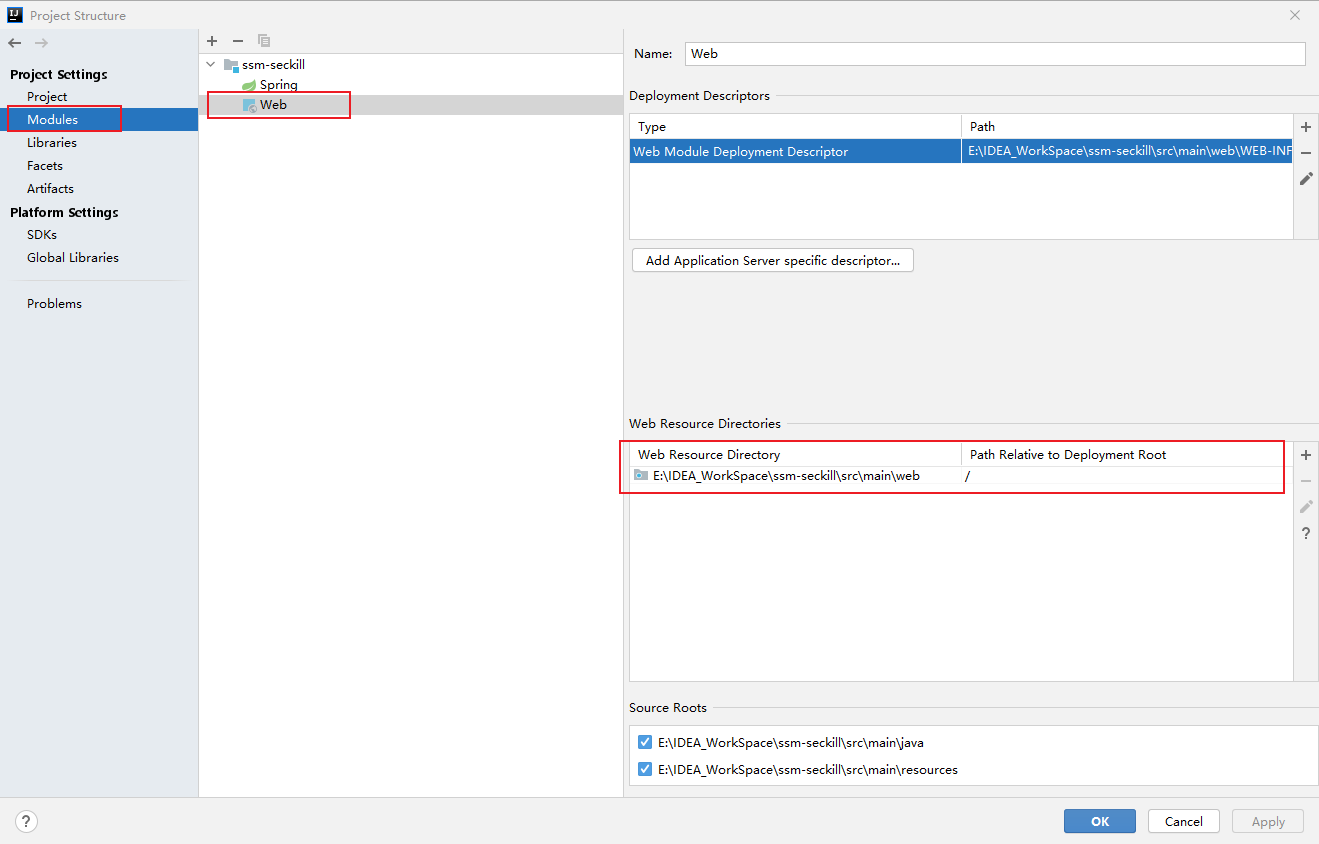 Project Structure
Project Settings
Project
Modules
Libraries
Facets
Artifacts
Platform Settings
SDKs
Global Libraries
Problems
ssm-seckill
Spring
Web
Name: Web
Deployment Descriptors
Type Path
Web Module Deployment Descriptor E:\IDEA_WorkSpace\ssm-seckill\src\main\web\WEB-INF
Add Application Server specific descriptor...
Web Resource Directories
Web Resource Directory Path Relative to Deployment Root
E:\IDEA_WorkSpace\ssm-seckill\src\main\web /
?
Source Roots
E:\IDEA_WorkSpace\ssm-seckill\src\main\java
E:\IDEA_WorkSpace\ssm-seckill\src\main\resources
? OK Cancel Apply